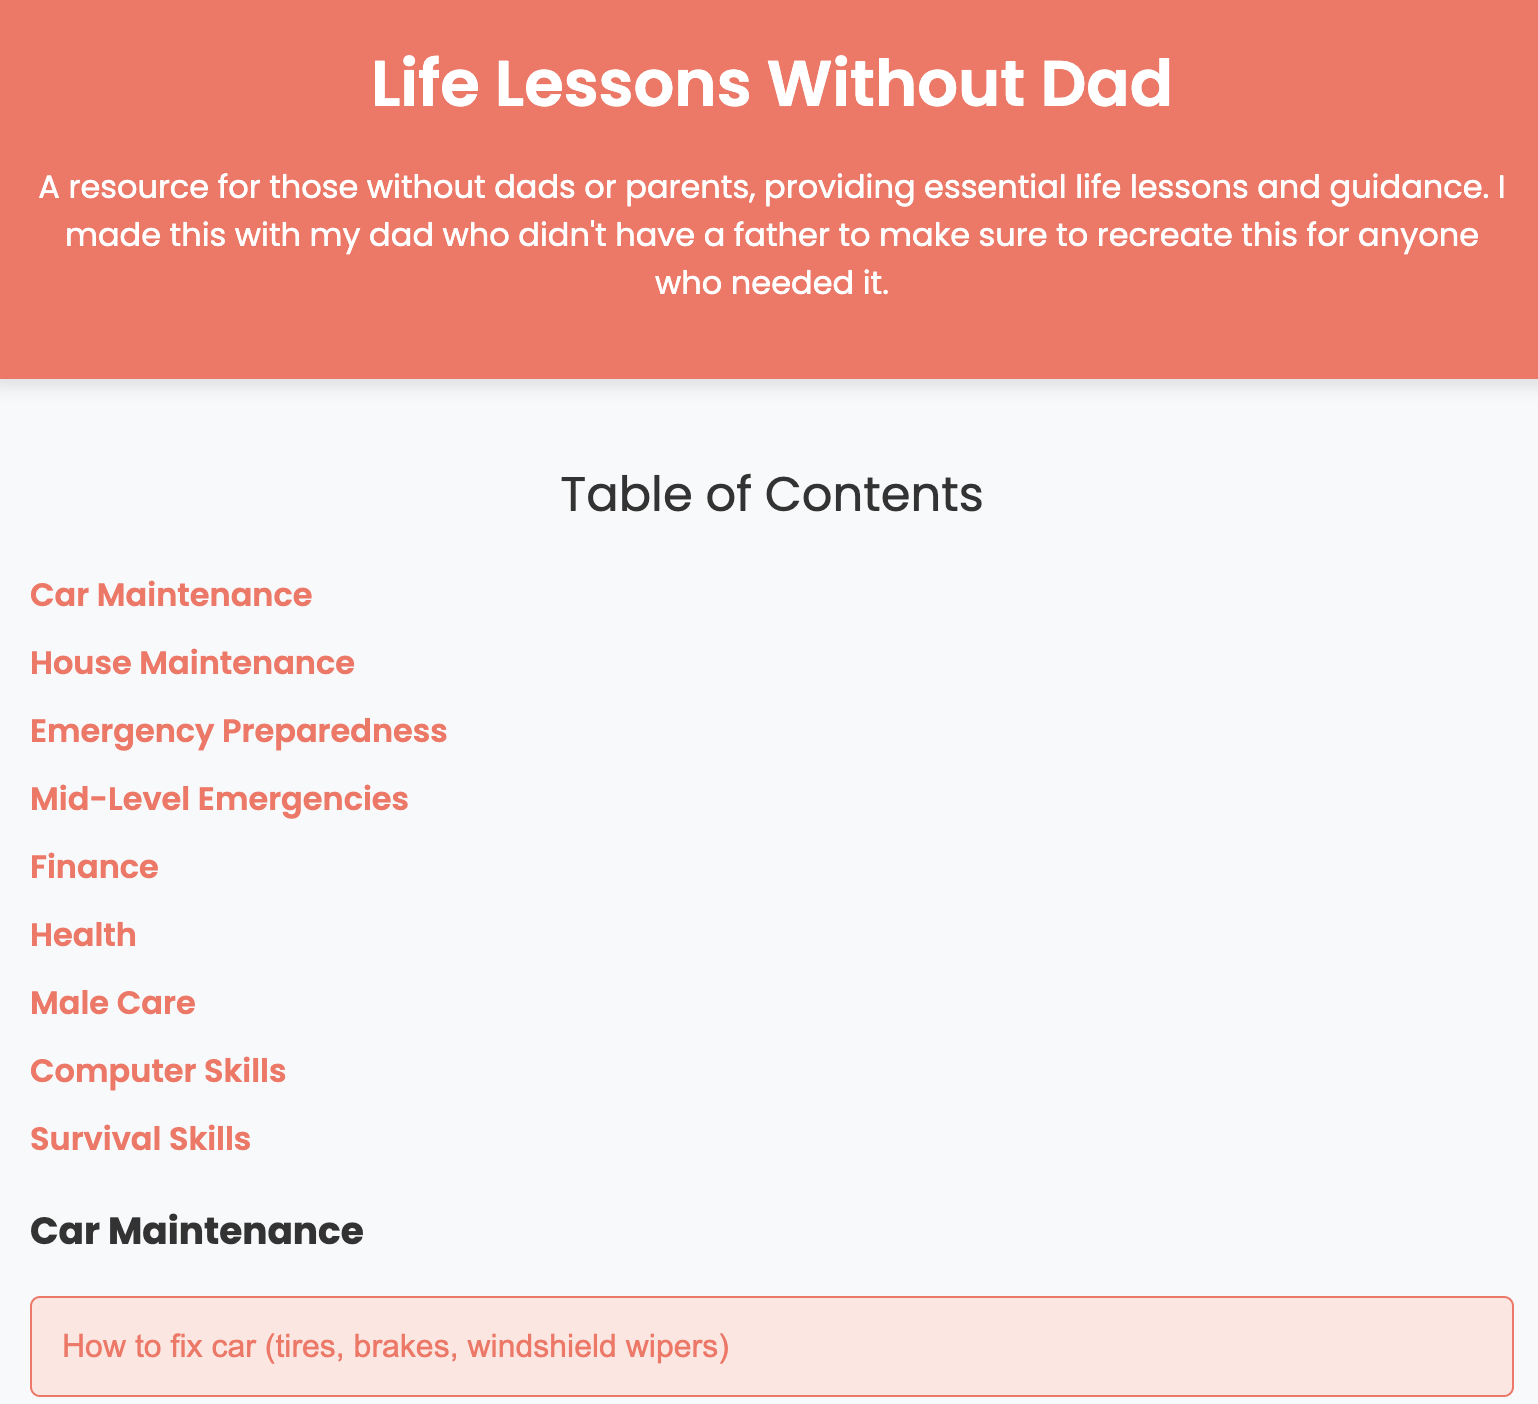 Life Lessons Without Dad
A resource for those without dads or parents, providing essential life lessons and guidance. I
made this with my dad who didn't have a father to make sure to recreate this for anyone
who needed it.
Table of Contents
Car Maintenance
House Maintenance
Emergency Preparedness
Mid-Level Emergencies
Finance
Health
Male Care
Computer Skills
Survival Skills
Car Maintenance
How to fix car (tires, brakes, windshield wipers)